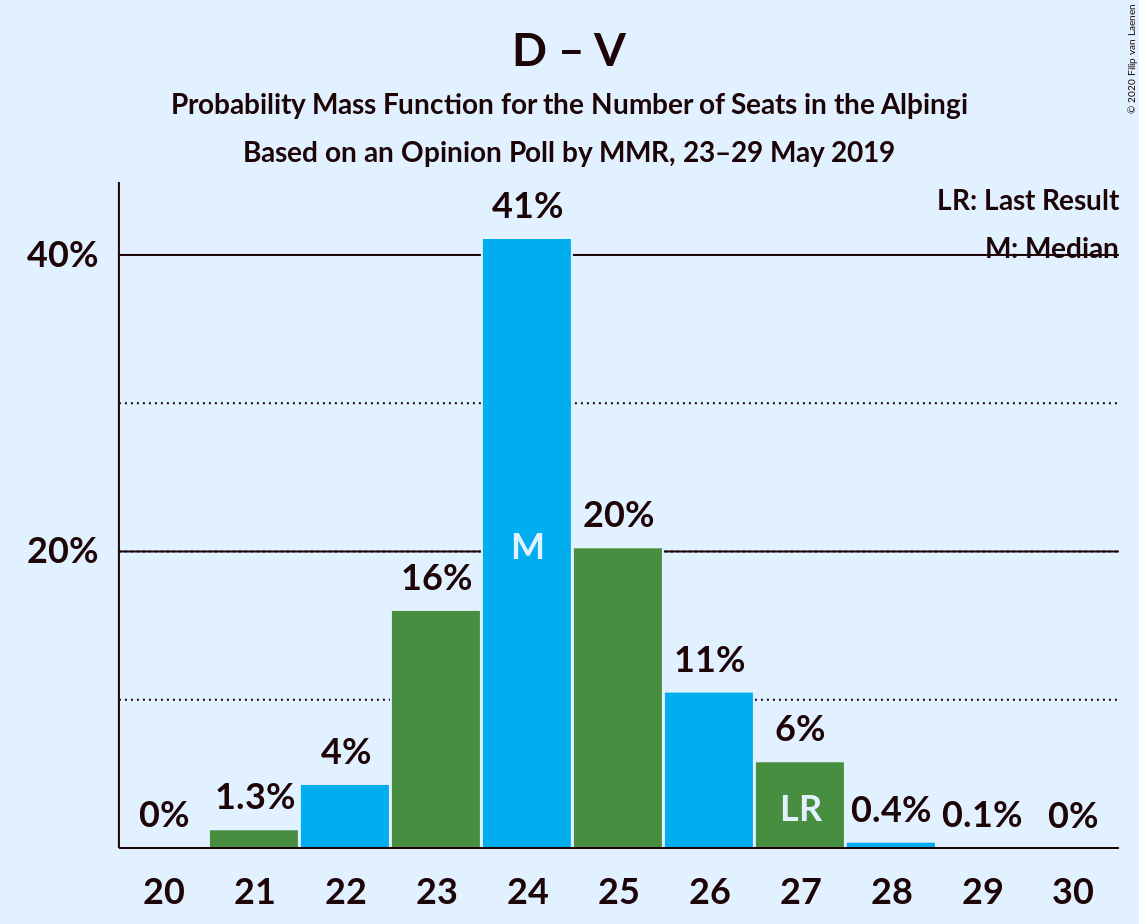 D – V
Probability Mass Function for the Number of Seats in the Alþingi
Based on an Opinion Poll by MMR, 23–29 May 2019
© 2020 Filip van Laenen
LR: Last Result
M: Median
40%
20%
0%
1.3%
4%
16%
41%
M
20%
11%
6%
LR
0.4%
0.1%
0%
20 21 22 23 24 25 26 27 28 29 30